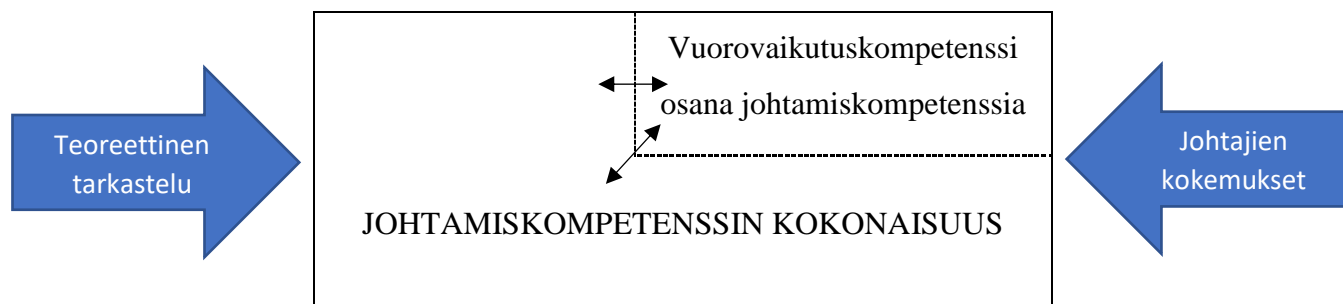 Vuorovaikutuskompetenssi
osana johtamiskompetenssia
Teoreettinen
tarkastelu
Johtajien
kokemukset
JOHTAMISKOMPETENSSIN KOKONAISUUS